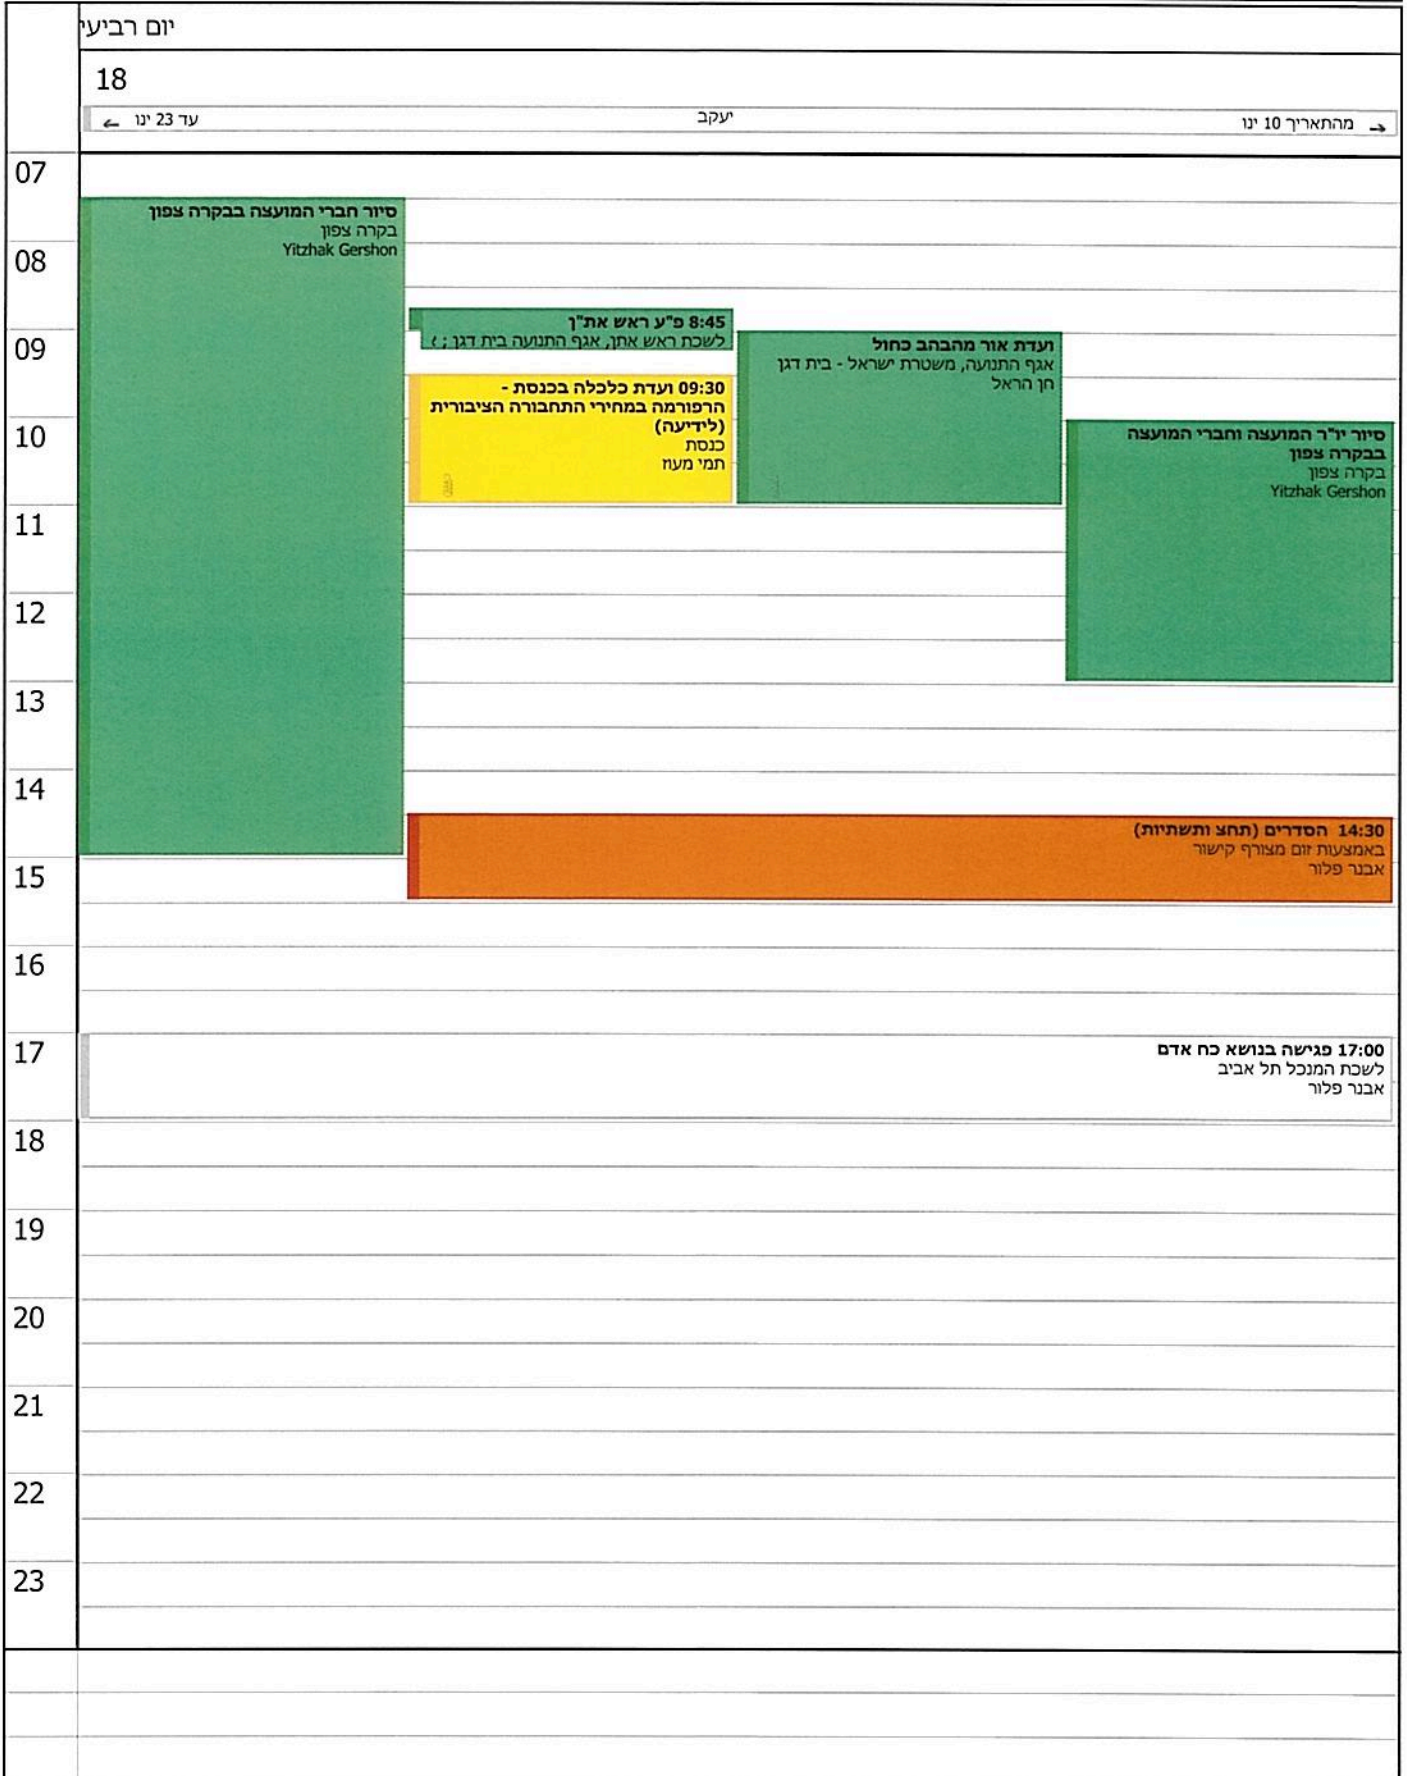 יום רביעי
18
מהתאריך 10 ינו
יעקב
עד 23 ינו
07
08
09
10
11
12
13
14
15
16
17
18
19
20
21
22
23
סיור חברי המועצה בבקרה צפון
בקרה צפון
Yitzhak Gershon
8:45 פ"ע ראש את"ן
לשכת ראש אתן, אגף התנועה בית דגן ;
09:30 ועדת כלכלה בכנסת -
הרפורמה במחירי התחבורה הציבורית
(לידיעה)
כנסת
תמי מעוז
ועדת אור מהבהב כחול
אגף התנועה, משטרת ישראל - בית דגן
חן הראל
סיור יו"ר המועצה וחברי המועצה
בבקרה צפון
בקרה צפון
Yitzhak Gershon
14:30 הסדרים (תחצ ותשתיות)
באמצעות זום מצורף קישור
אבנר פלור
17:00 פגישה בנושא כח אדם
לשכת המנכל תל אביב
אבנר פלור